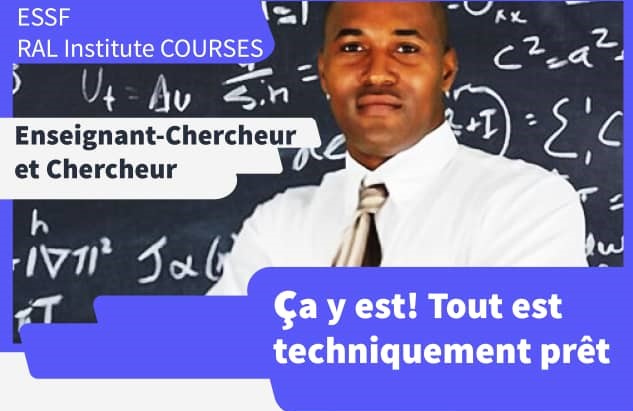 ESSF
RAL Institute COURSES
Enseignant-Chercheur
et Chercheur
Ça y est! Tout est
techniquement prêt